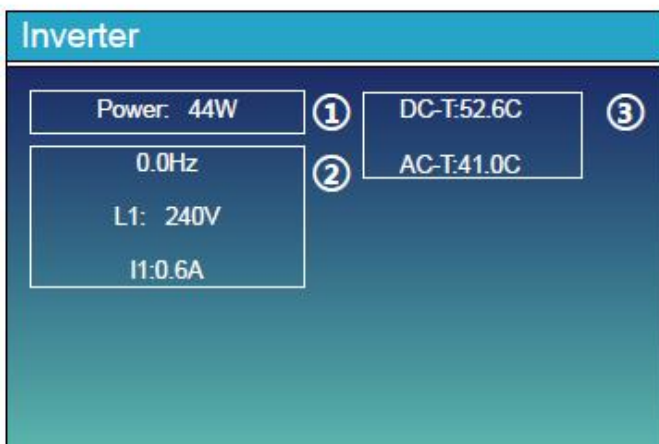 Inverter
Power: 44W
①
0.0Hz
L1: 240V
I1:0.6A
②
DC-T:52.6C
AC-T:41.0C
③